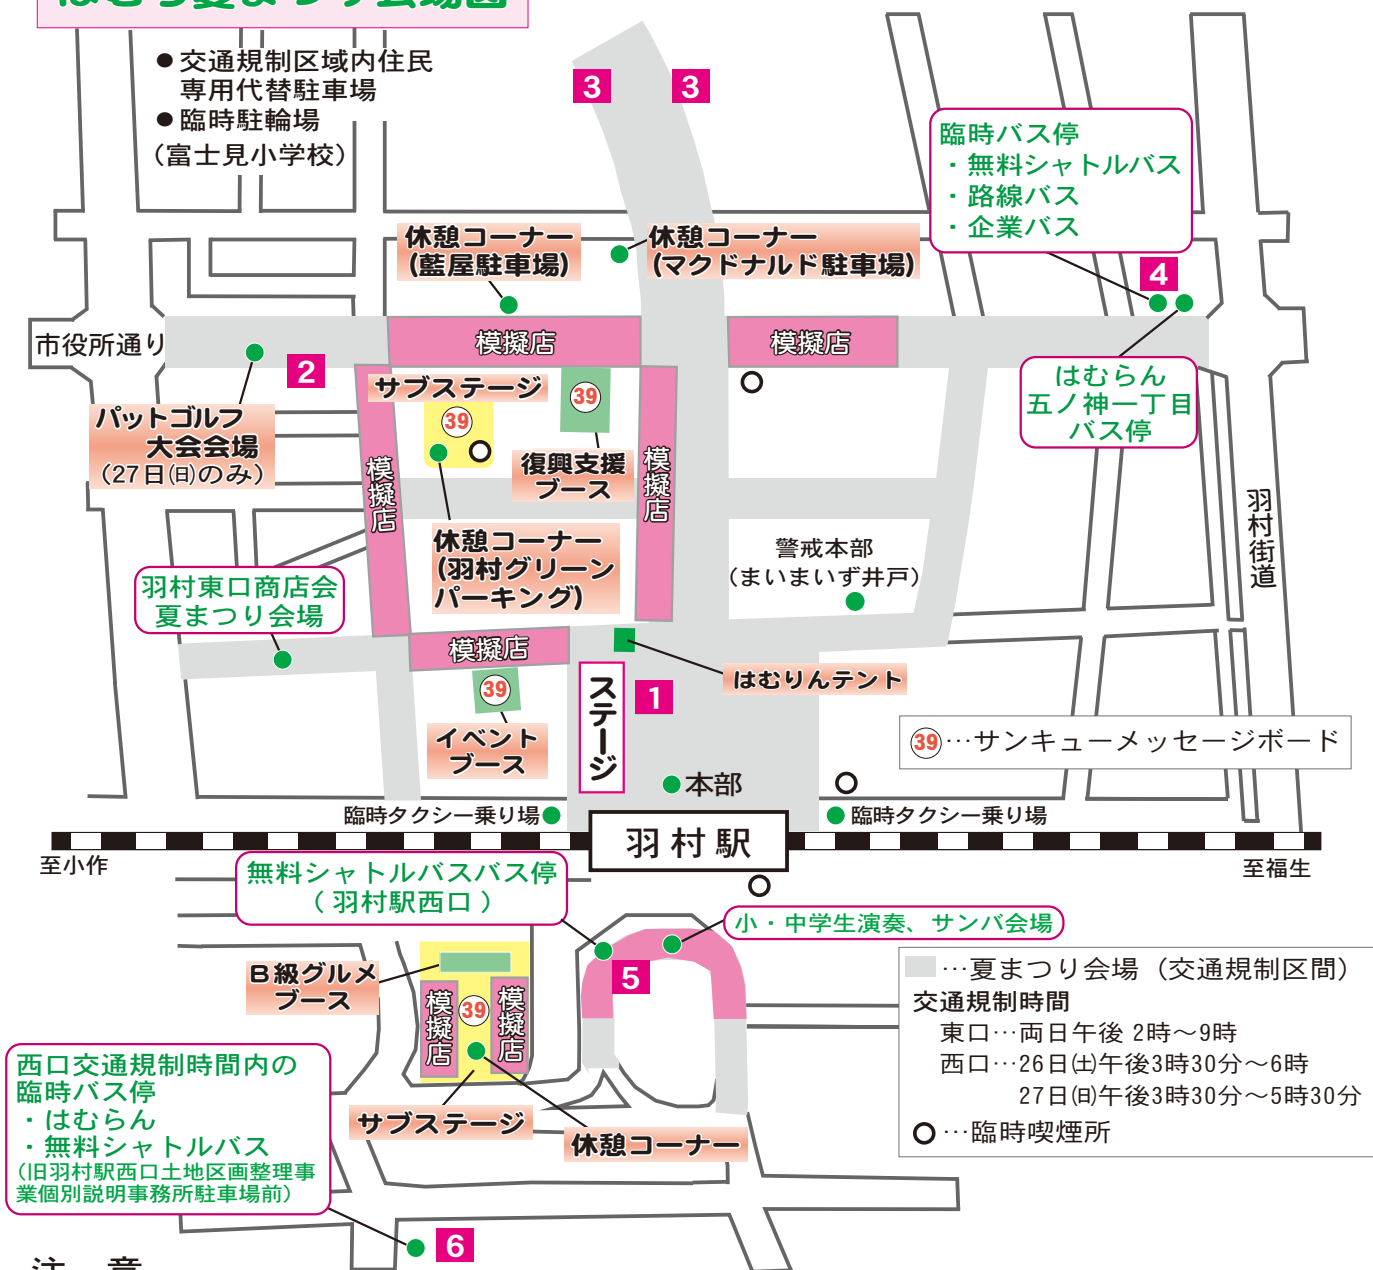 はむら夏まつり会場図
●交通規制区域内住民
専用代替駐車場
●臨時駐輪場
(富士見小学校)
3
3
臨時バス停
・無料シャトルバス
・路線バス
・企業バス
休憩コーナー
(藍屋駐車場)
休憩コーナー
(マクドナルド駐車場)
4
市役所通り
模擬店
模擬店
2
サブステージ
39
39
はむらん
五ノ神一丁目
バス停
パットゴルフ
大会会場
(27日㈰のみ)
模擬店
復興支援
ブース
模擬店
羽村街道
休憩コーナー
(羽村グリーン
パーキング)
警戒本部
(まいまいず井戸)
羽村東口商店会
夏まつり会場
模擬店
はむりんテント
39
ステージ
1
イベント
ブース
39…サンキューメッセージボード
本部
臨時タクシー乗り場
臨時タクシー乗り場
羽村駅
至小作
至福生
無料シャトルバスバス停
(羽村駅西口)
小・中学生演奏、サンバ会場
B級グルメ
ブース
5
模擬店
39
模擬店
…夏まつり会場(交通規制区間)
交通規制時間
東口…両日午後2時～9時
西口…26日㈯午後3時30分～6時
27日㈰午後3時30分～5時30分
…臨時喫煙所
西口交通規制時間内の
臨時バス停
・はむらん
・無料シャトルバス
(旧羽村駅西口土地区画整理事
業個別説明事務所駐車場前)
サブステージ
休憩コーナー
6
注 意